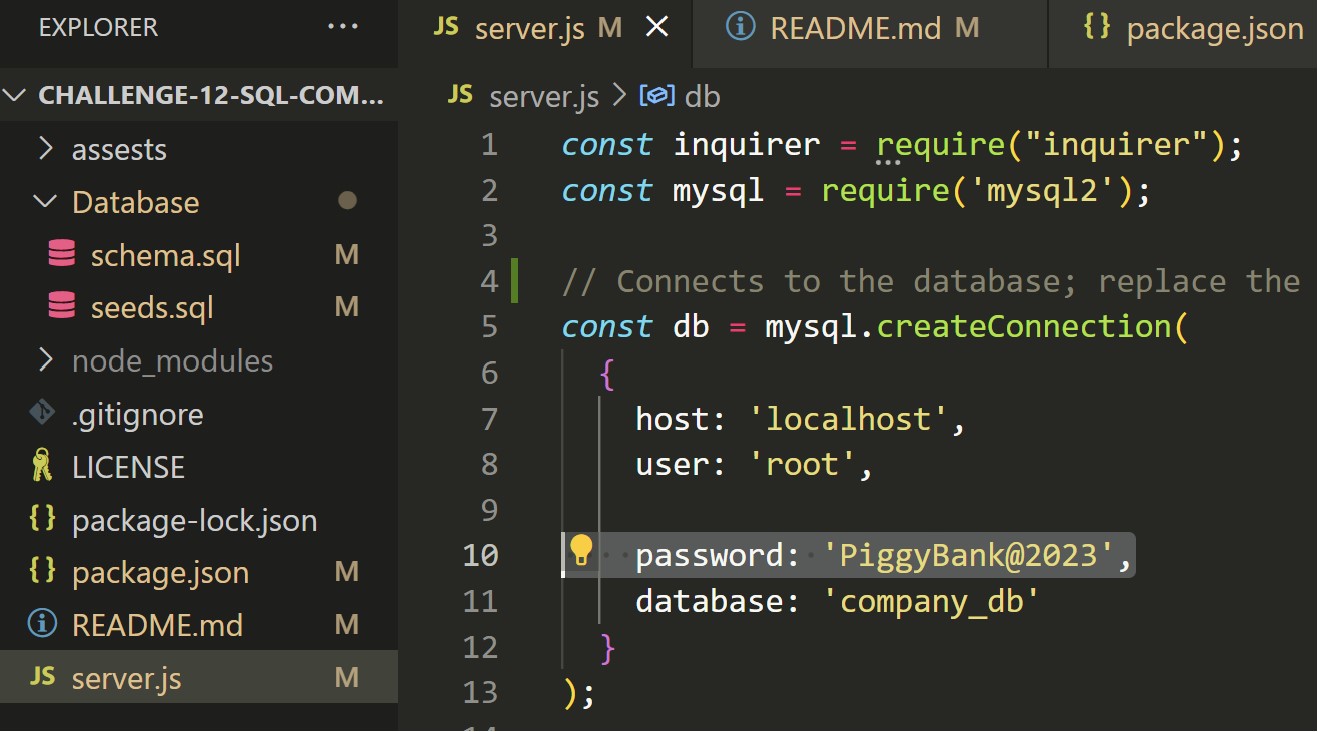 EXPLORER ···
JS server.js M ×
README.md M
{} package.json
CHALLENGE-12-SQL-COM...
JS server.js > db
assests
Database
schema.sql M
seeds.sql M
node_modules
.gitignore
LICENSE
{} package-lock.json
{} package.json M
README.md M
JS server.js M
1 const inquirer = require("inquirer");
2 const mysql = require('mysql2');
3
4 // Connects to the database; replace the
5 const db = mysql.createConnection(
6 {
7 host: 'localhost',
8 user: 'root',
9
10 password: 'PiggyBank@2023',
11 database: 'company_db'
12 }
13 );